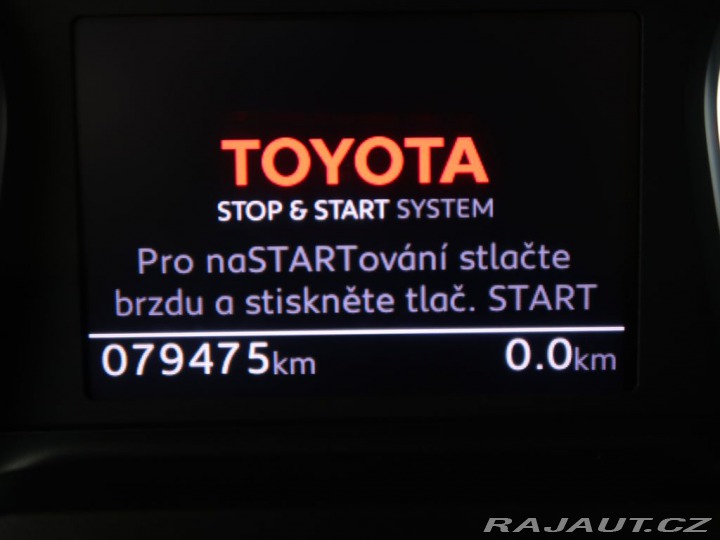 TOYOTA
STOP & START SYSTEM
Pro naSTARTování stlačte
brzdu a stiskněte tlač. START
079475km 0.0km
RAJAUT.CZ